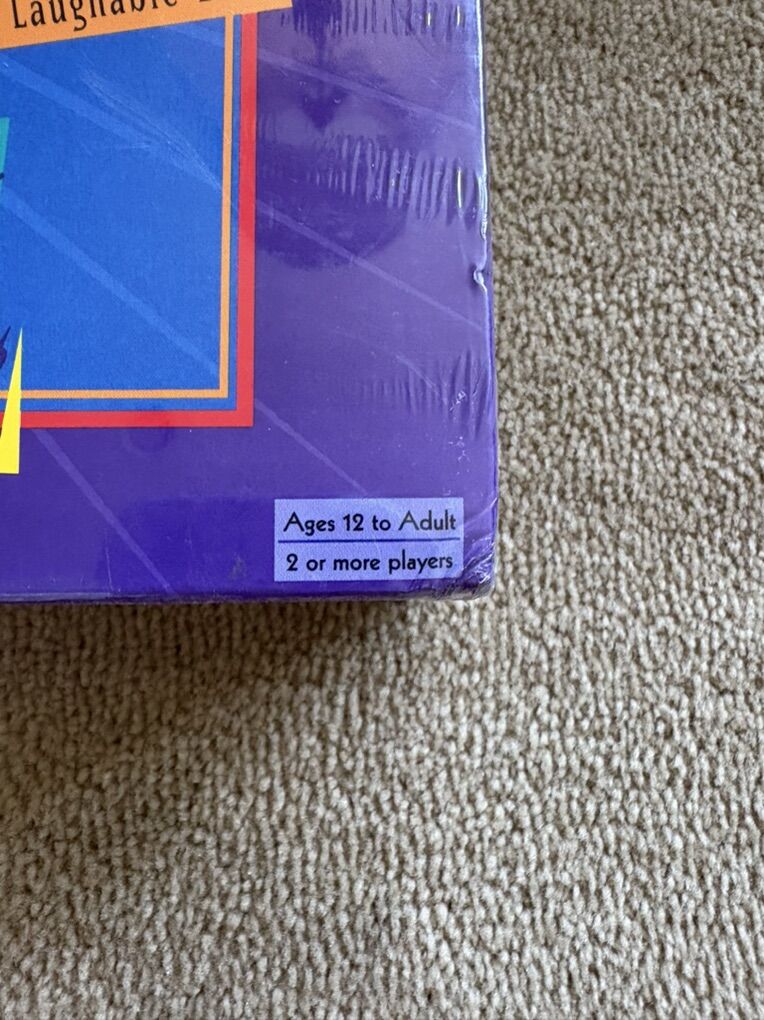 Laughable
Ages 12 to Adult
2 or more players